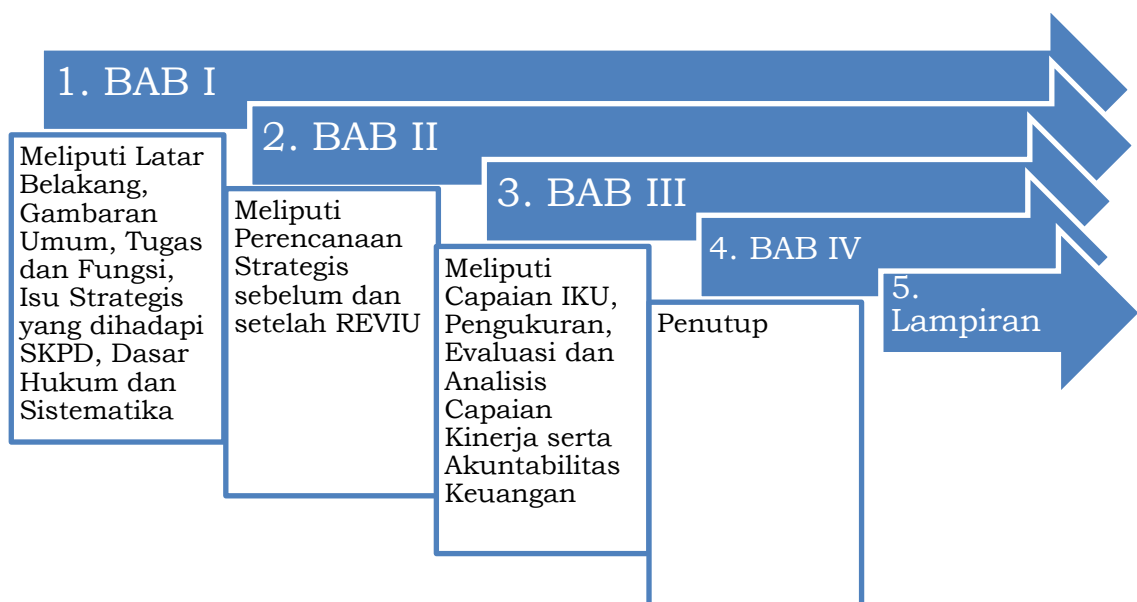 1. BAB I
Meliputi Latar
Belakang,
Gambaran
Umum, Tugas
dan Fungsi,
Isu Strategis
yang dihadapi
SKPD, Dasar
Hukum dan
Sistematika
2. BAB II
Meliputi
Perencanaan
Strategis
sebelum dan
setelah REVIU
3. BAB III
Meliputi
Capaian IKU,
Pengukuran,
Evaluasi dan
Analisis
Capaian
Kinerja serta
Akuntabilitas
Keuangan
4. BAB IV
Penutup
5.
Lampiran